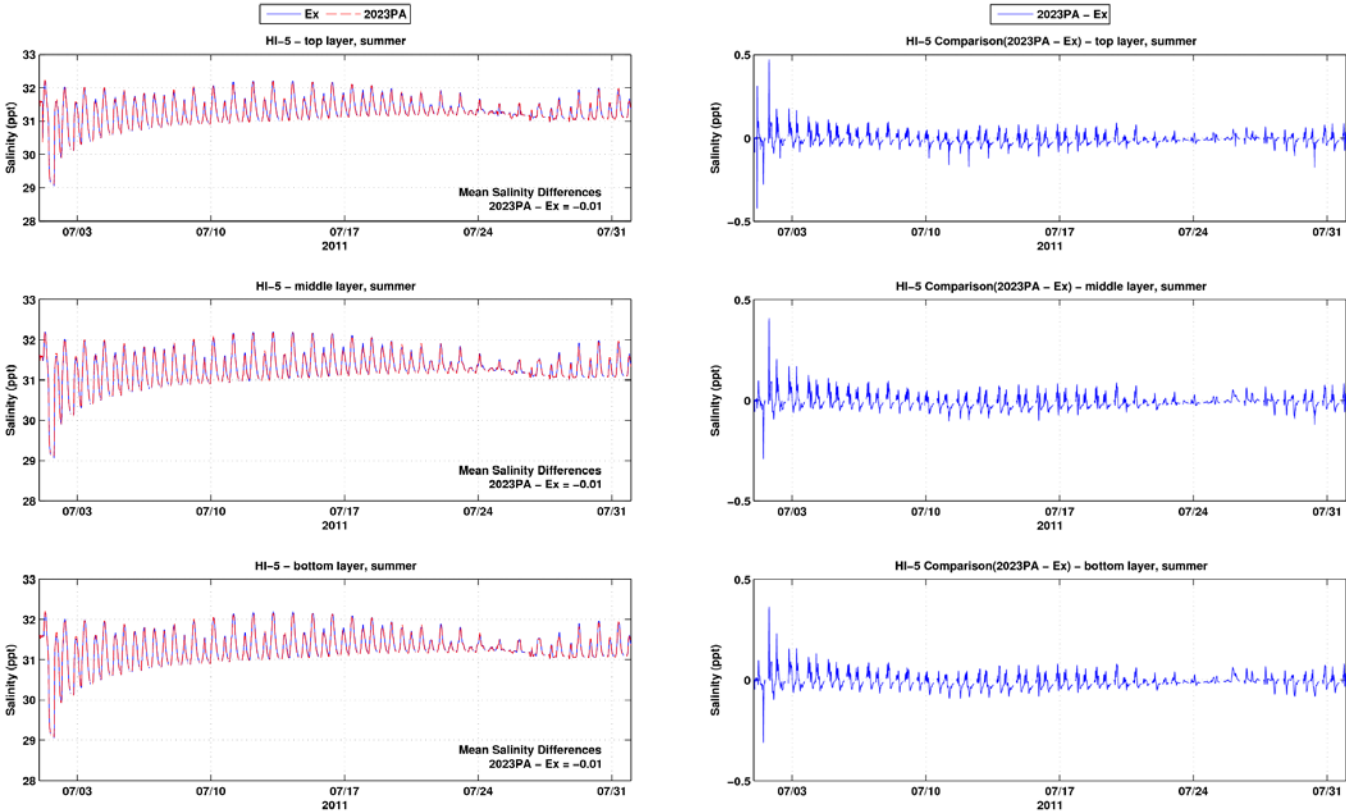 Ex 2023PA
HI-5 – top layer, summer
Salinity (ppt)
33
32
31
30
29
28
Mean Salinity Differences
2023PA – Ex = –0.01
07/03 07/10 07/17 07/24 07/31
2011
2023PA – Ex
HI-5 Comparison(2023PA – Ex) – top layer, summer
Salinity (ppt)
0.5
0
–0.5
07/03 07/10 07/17 07/24 07/31
2011
HI-5 – middle layer, summer
Salinity (ppt)
33
32
31
30
29
28
Mean Salinity Differences
2023PA – Ex = –0.01
07/03 07/10 07/17 07/24 07/31
2011
HI-5 Comparison(2023PA – Ex) – middle layer, summer
Salinity (ppt)
0.5
0
–0.5
07/03 07/10 07/17 07/24 07/31
2011
HI-5 – bottom layer, summer
Salinity (ppt)
33
32
31
30
29
28
Mean Salinity Differences
2023PA – Ex = –0.01
07/03 07/10 07/17 07/24 07/31
2011
HI-5 Comparison(2023PA – Ex) – bottom layer, summer
Salinity (ppt)
0.5
0
–0.5
07/03 07/10 07/17 07/24 07/31
2011